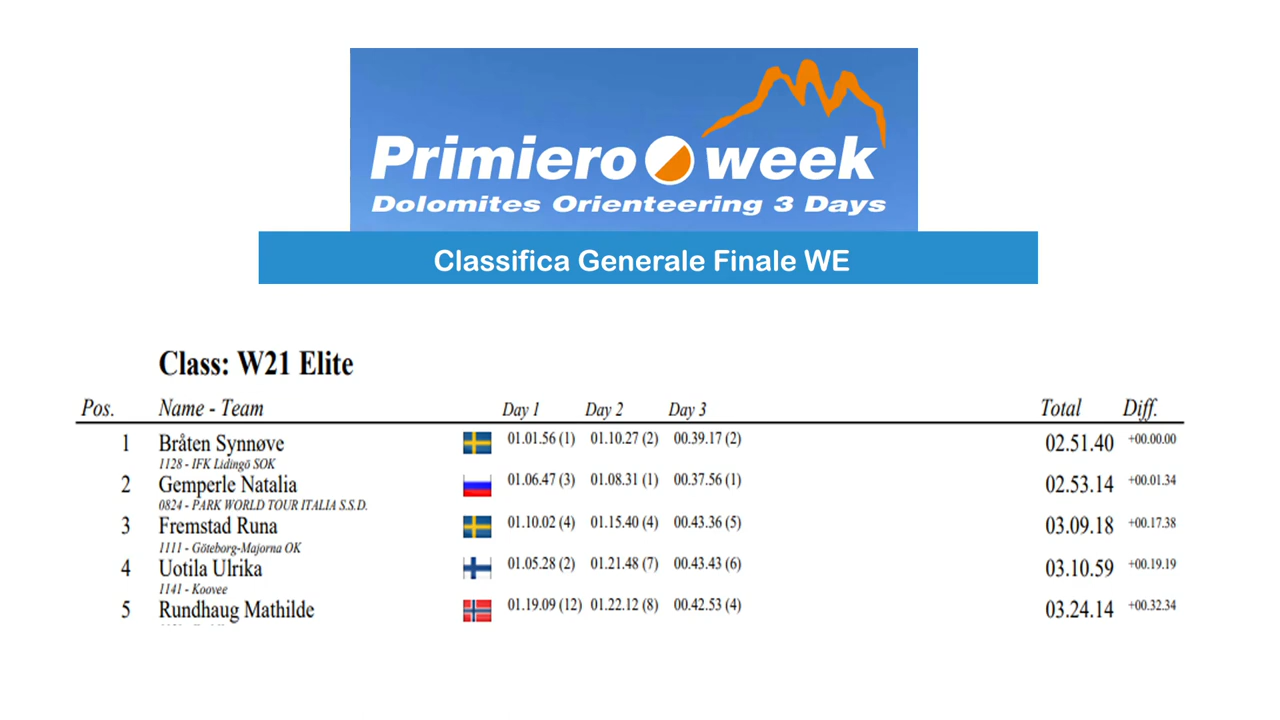 Primiero week
Dolomites Orienteering 3 Days
Classifica Generale Finale WE
Class: W21 Elite
Pos. Name - Team Day 1 Day 2 Day 3 Total Diff.
1 Bråten Synnøve 01.01.56 (1) 01.10.27 (2) 00.39.17 (2) 02.51.40 +00.00.00
1128 - IFK Lidingö SOK
2 Gemperle Natalia 01.06.47 (3) 01.08.31 (1) 00.37.56 (1) 02.53.14 +00.01.34
0824 - PARK WORLD TOUR ITALIA S.S.D.
3 Fremstad Runa 01.10.02 (4) 01.15.40 (4) 00.43.36 (5) 03.09.18 +00.17.38
1111 - Göteborg-Majorna OK
4 Uotila Ulrika 01.05.28 (2) 01.21.48 (7) 00.43.43 (6) 03.10.59 +00.19.19
1141 - Koovee
5 Rundhaug Mathilde 01.19.09 (12) 01.22.12 (8) 00.42.53 (4) 03.24.14 +00.32.34